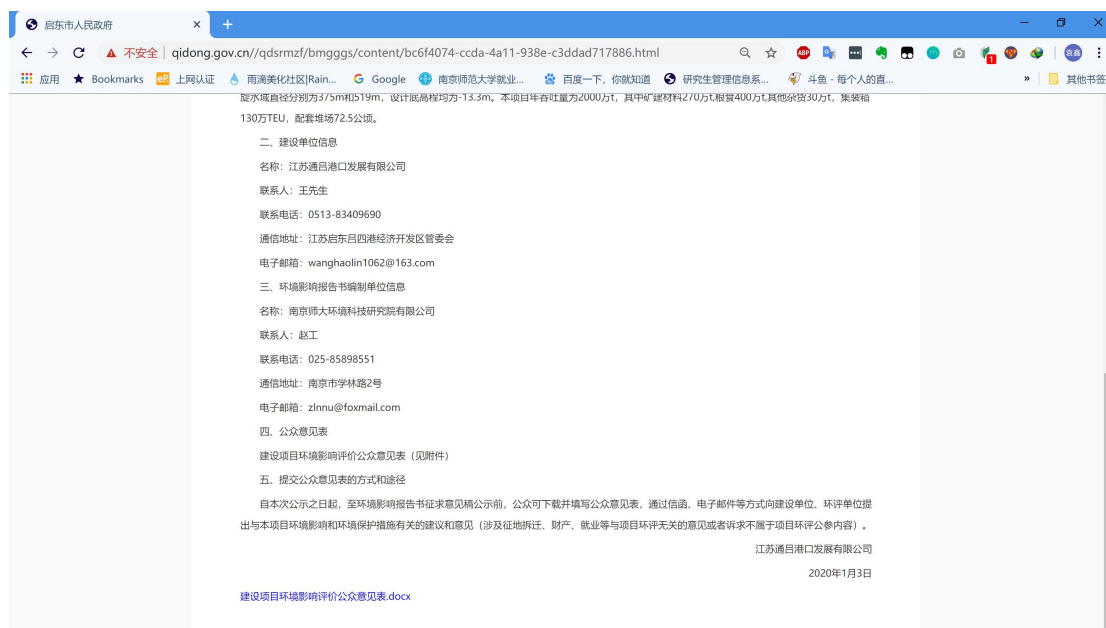 启东市人民政府
不安全 qidong.gov.cn//qdsrmzf/bmgggs/content/bc6f4074-ccda-4a11-938e-c3ddad717886.html
应用 Bookmarks 上网认证 雨滴美化社区|Rain... Google 南京师范大学就业... 百度一下，你就知道 研究生管理信息系... 斗鱼 - 每个人的直... » 其他书签
旋水域直径分别为375m和519m，设计底高程均为-13.3m。本项目年吞吐量为2000万t，其中矿建材料270万t,粮食400万t,其他杂货30万t，集装箱
130万TEU，配套堆场72.5公顷。
二、建设单位信息
名称：江苏通吕港口发展有限公司
联系人：王先生
联系电话：0513-83409690
通信地址：江苏启东吕四港经济开发区管委会
电子邮箱：wanghaolin1062@163.com
三、环境影响报告书编制单位信息
名称：南京师大环境科技研究院有限公司
联系人：赵工
联系电话：025-85898551
通信地址：南京市学林路2号
电子邮箱：zlnnu@foxmail.com
四、公众意见表
建设项目环境影响评价公众意见表（见附件）
五、提交公众意见表的方式和途径
自本次公示之日起，至环境影响报告书征求意见稿公示前，公众可下载并填写公众意见表，通过信函、电子邮件等方式向建设单位、环评单位提
出与本项目环境影响和环境保护措施有关的建议和意见（涉及征地拆迁、财产、就业等与项目环评无关的意见或者诉求不属于项目环评公参内容）。
江苏通吕港口发展有限公司
2020年1月3日
建设项目环境影响评价公众意见表.docx